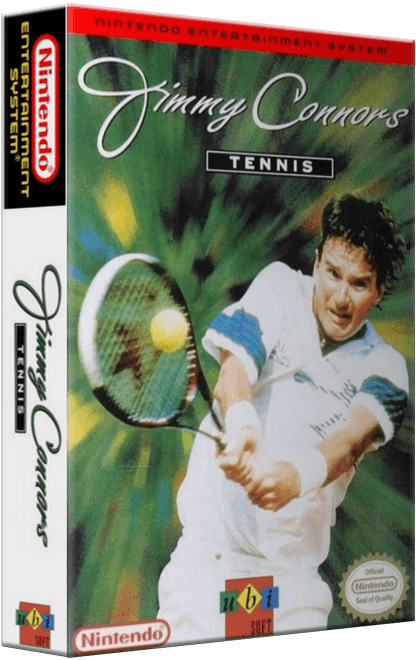 NINTENDO ENTERTAINMENT SYSTEM
Jimmy Connors
TENNIS
Official
Nintendo
Seal of Quality
ubi
SOFT
Nintendo
Nintendo
ENTERTAINMENT
SYSTEM
Jimmy Connors
TENNIS
ubi
SOFT